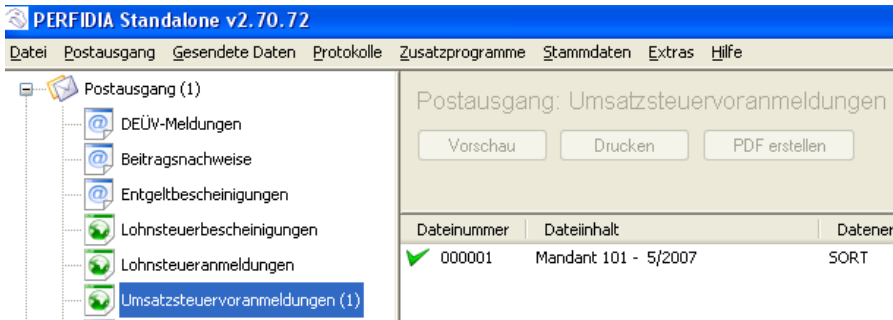 PERFIDIA Standalone v2.70.72
Datei Postausgang Gesendete Daten Protokolle Zusatzprogramme Stammdaten Extras Hilfe
Postausgang (1)
DEÜV-Meldungen
Beitragsnachweise
Entgeltbescheinigungen
Lohnsteuerbescheinigungen
Lohnsteueranmeldungen
Umsatzsteuervoranmeldungen (1)
Postausgang: Umsatzsteuervoranmeldungen
Vorschau Drucken PDF erstellen
Dateinummer Dateiinhalt Datener
000001 Mandant 101 - 5/2007 SORT